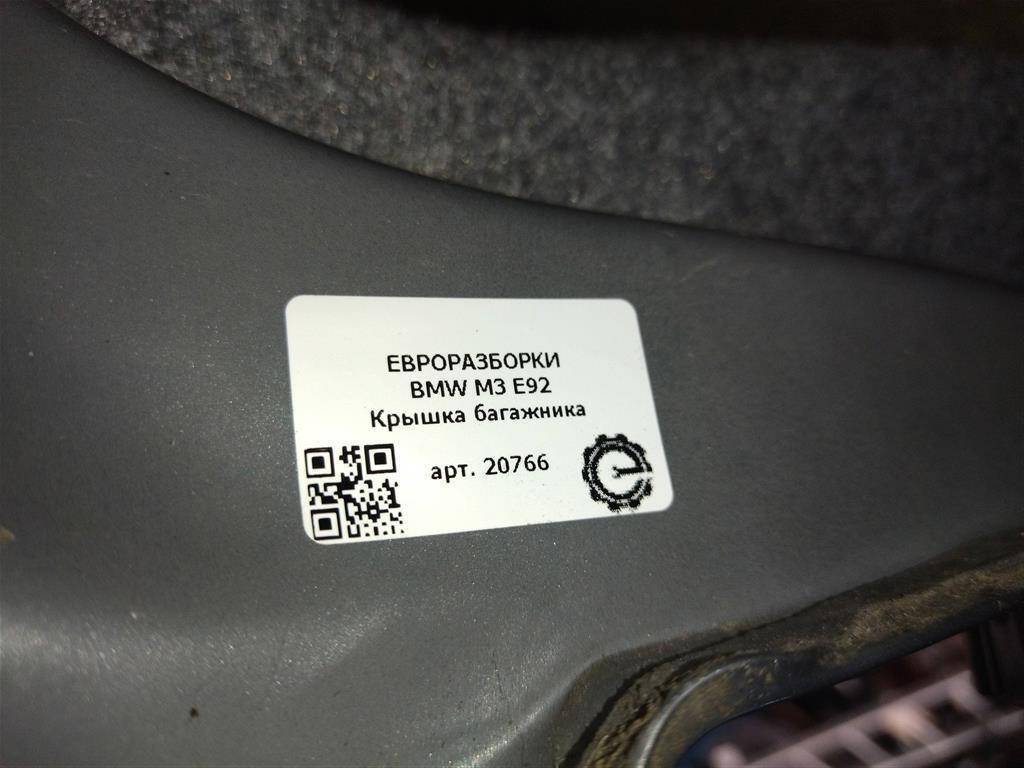 ЕВРОРАЗБОРКИ
BMW M3 E92
Крышка багажника
арт. 20766